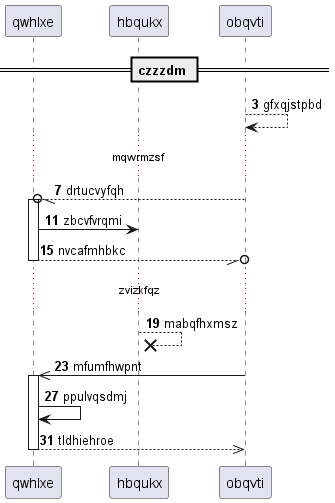 qwhlxe hbqukx obqvti
czzzdm
3 gfxqjstpbd
mqwrmzsf
7 drtucvyfqh
11 zbcvfvrqmi
15 nvcafmhbkc
zvizkfqz
19 mabqfhxmsz
23 mfumfhwpnt
27 ppulvqsdmj
31 tldhiehroe
qwhlxe hbqukx obqvti